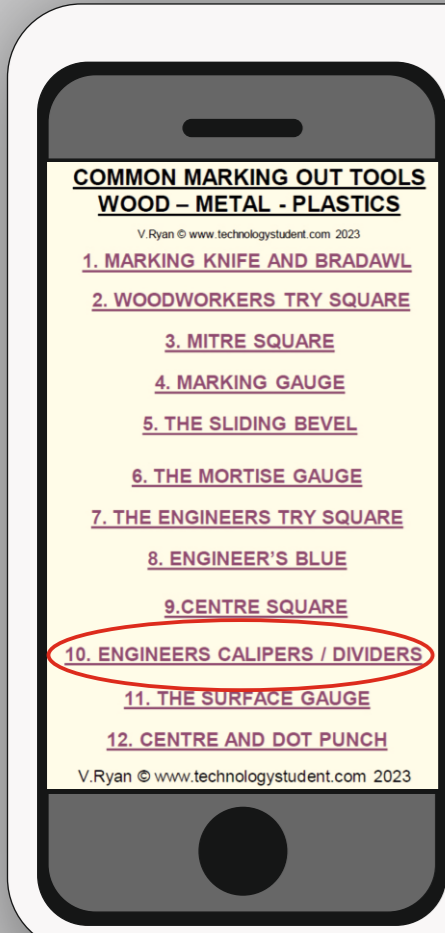 COMMON MARKING OUT TOOLS
WOOD – METAL - PLASTICS
V.Ryan © www.technologystudent.com 2023
1. MARKING KNIFE AND BRADAWL
2. WOODWORKERS TRY SQUARE
3. MITRE SQUARE
4. MARKING GAUGE
5. THE SLIDING BEVEL
6. THE MORTISE GAUGE
7. THE ENGINEERS TRY SQUARE
8. ENGINEER’S BLUE
9.CENTRE SQUARE
10. ENGINEERS CALIPERS / DIVIDERS
11. THE SURFACE GAUGE
12. CENTRE AND DOT PUNCH
V.Ryan © www.technologystudent.com 2023